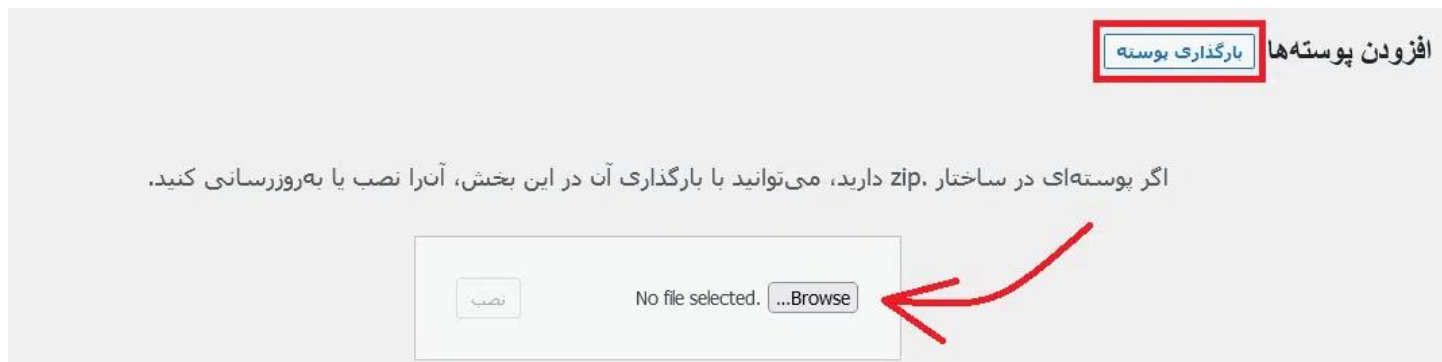 افزودن پوسته‌ها بارگذاری پوسته
اگر پوسته‌ای در ساختار .zip دارید، می‌توانید با بارگذاری آن در این بخش، آن‌را نصب یا به‌روزرسانی کنید.
...Browse No file selected. نصب